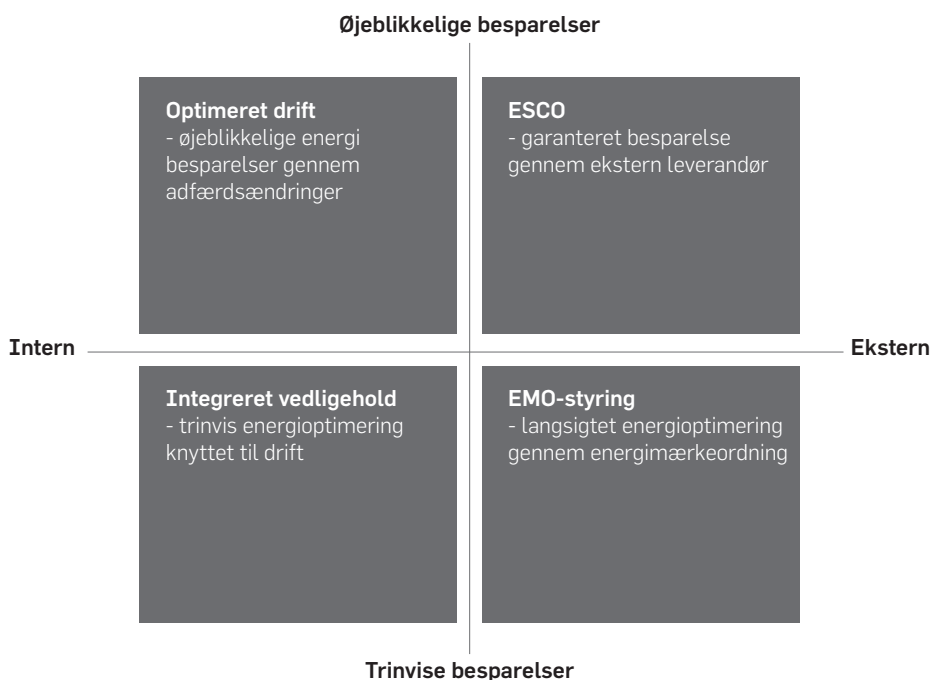 Øjeblikkelige besparelser
Optimeret drift
- øjeblikkelige energi
besparelser gennem
adfærdsændringer
ESCO
- garanteret besparelse
gennem ekstern leverandør
Intern
Ekstern
Integreret vedligehold
- trinvis energioptimering
knyttet til drift
EMO-styring
- langsigtet energioptimering
gennem energimærkeordning
Trinvise besparelser